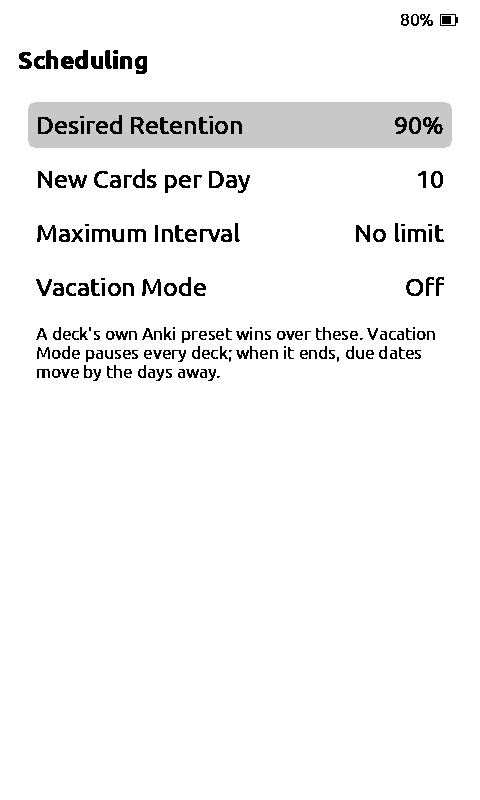 80%
Scheduling
Desired Retention 90%
New Cards per Day 10
Maximum Interval No limit
Vacation Mode Off
A deck's own Anki preset wins over these. Vacation
Mode pauses every deck; when it ends, due dates
move by the days away.